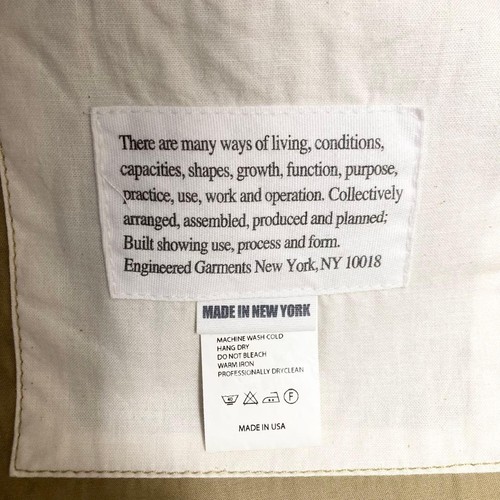 There are many ways of living, conditions,
capacities, shapes, growth, function, purpose,
practice, use, work and operation. Collectively
arranged, assembled, produced and planned;
Built showing use, process and form.
Engineered Garments New York, NY 10018
MADE IN NEW YORK
MACHINE WASH COLD
HANG DRY
DO NOT BLEACH
WARM IRON
PROFESSIONALLY DRYCLEAN
40 F
MADE IN USA